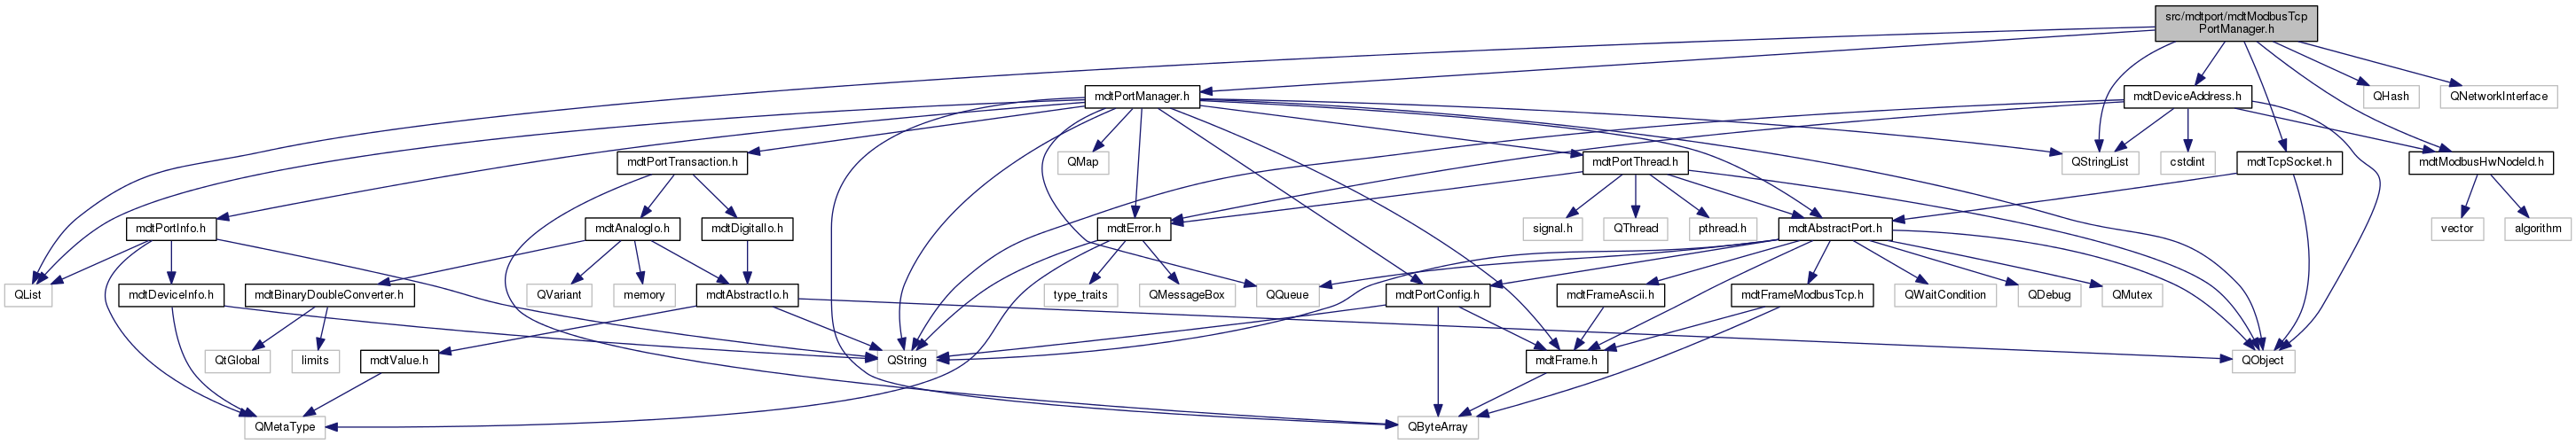 src/mdtport/mdtModbusTcp
PortManager.h
mdtPortManager.h
mdtDeviceAddress.h
QHash
QNetworkInterface
mdtPortTransaction.h
QMap
mdtPortThread.h
QStringList
cstdint
mdtTcpSocket.h
mdtModbusHwNodeId.h
mdtPortInfo.h
mdtAnalogIo.h
mdtDigitalIo.h
mdtError.h
signal.h
QThread
pthread.h
mdtAbstractPort.h
vector
algorithm
QList
mdtDeviceInfo.h
mdtBinaryDoubleConverter.h
QVariant
memory
mdtAbstractIo.h
type_traits
QMessageBox
QQueue
mdtPortConfig.h
mdtFrameAscii.h
mdtFrameModbusTcp.h
QWaitCondition
QDebug
QMutex
QtGlobal
limits
mdtValue.h
QString
mdtFrame.h
QObject
QMetaType
QByteArray